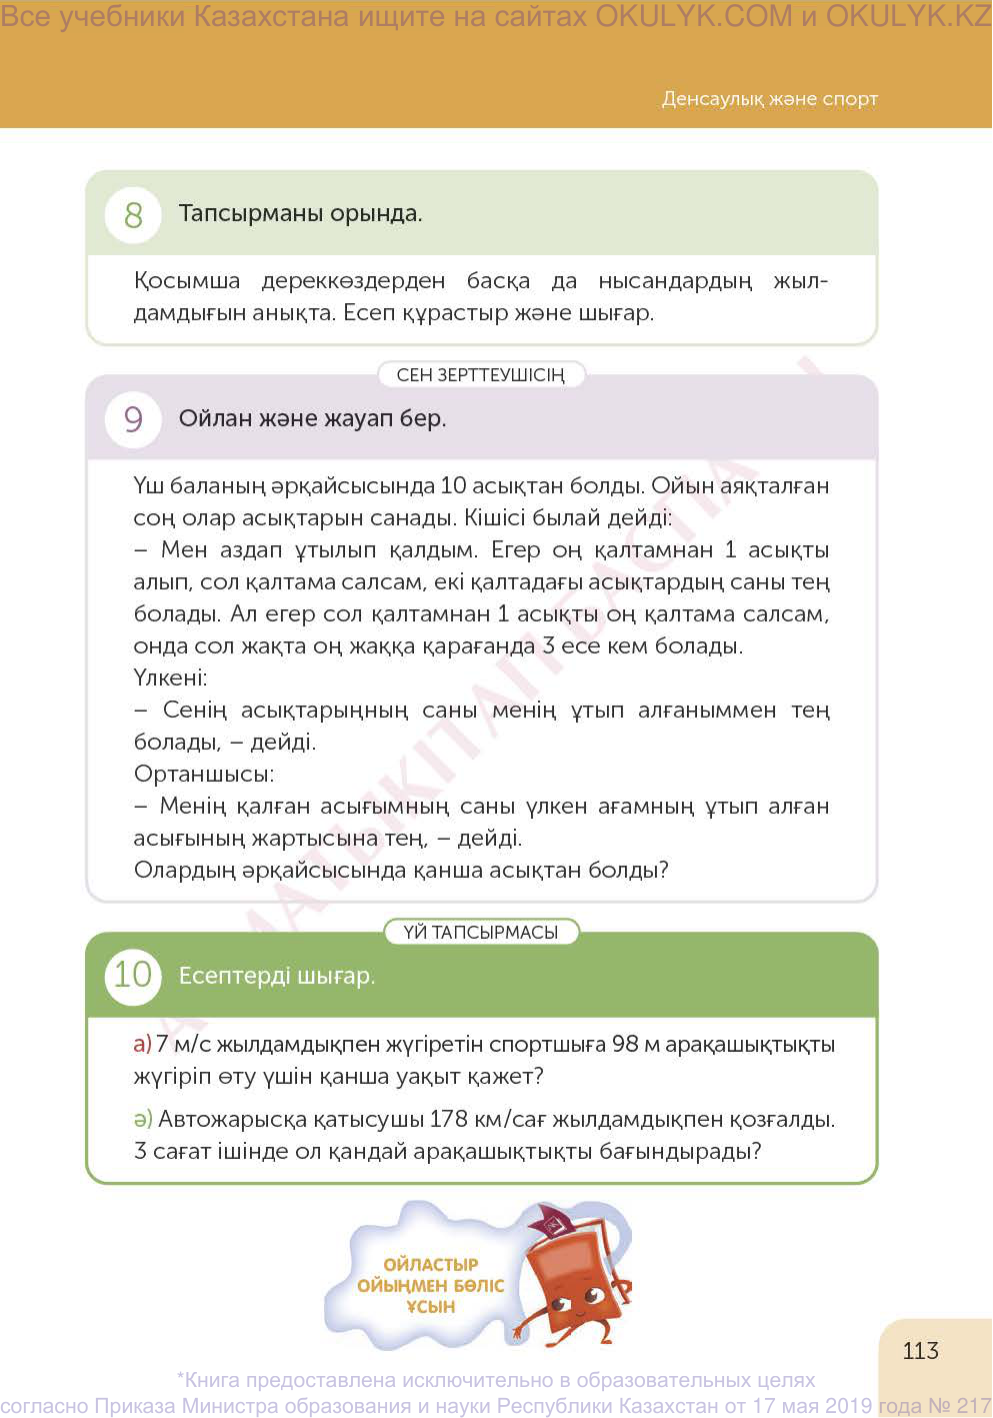 Все учебники Казахстана ищите на сайтах OKULYK.COM и OKULYK.KZ
Денсаулық және спорт
8 Тапсырманы орында.
Қосымша дереккөздерден басқа да нысандардың жыл-
дамдығын анықта. Есеп құрастыр және шығар.
СЕН ЗЕРТТЕУШІСІҢ
9 Ойлан және жауап бер.
Үш баланың әрқайсысында 10 асықтан болды. Ойын аяқталған
соң олар асықтарын санады. Кішісі былай дейді:
– Мен аздап ұтылып қалдым. Егер оң қалтамнан 1 асықты
алып, сол қалтама салсам, екі қалтадағы асықтардың саны тең
болады. Ал егер сол қалтамнан 1 асықты оң қалтама салсам,
онда сол жақта оң жаққа қарағанда 3 есе кем болады.
Үлкені:
– Сенің асықтарыңның саны менің ұтып алғаныммен тең
болады, – дейді.
Ортаншысы:
– Менің қалған асығымның саны үлкен ағамның ұтып алған
асығының жартысына тең, – дейді.
Олардың әрқайсысында қанша асықтан болды?
ҮЙ ТАПСЫРМАСЫ
10 Есептерді шығар.
а) 7 м/с жылдамдықпен жүгіретін спортшыға 98 м арақашықтықты
жүгіріп өту үшін қанша уақыт қажет?
ә) Автожарысқа қатысушы 178 км/сағ жылдамдықпен қозғалды.
3 сағат ішінде ол қандай арақашықтықты бағындырады?
ОЙЛАСТЫР
ОЙЫҢМЕН БӨЛІС
ҰСЫН
113
*Книга предоставлена исключительно в образовательных целях
согласно Приказа Министра образования и науки Республики Казахстан от 17 мая 2019 года № 217